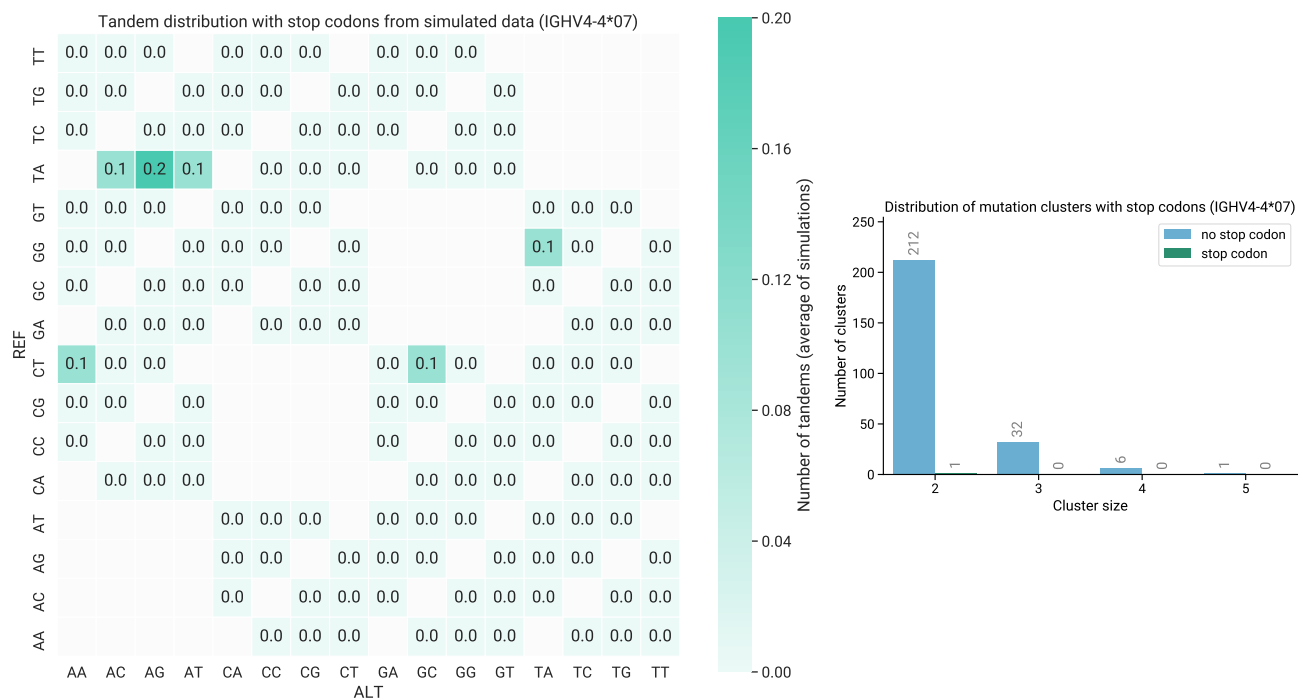 Tandem distribution with stop codons from simulated data (IGHV4-4*07)
TT 0.0 0.0 0.0 0.0 0.0 0.0 0.0 0.0 0.0
TG 0.0 0.0 0.0 0.0 0.0 0.0 0.0 0.0 0.0
TC 0.0 0.0 0.0 0.0 0.0 0.0 0.0 0.0 0.0
TA 0.1 0.2 0.1 0.0 0.0 0.0 0.0 0.0 0.0
GT 0.0 0.0 0.0 0.0 0.0 0.0 0.0 0.0 0.0
GG 0.0 0.0 0.0 0.0 0.0 0.0 0.1 0.0 0.0
GC 0.0 0.0 0.0 0.0 0.0 0.0 0.0 0.0 0.0
GA 0.0 0.0 0.0 0.0 0.0 0.0 0.0 0.0 0.0
CT 0.1 0.0 0.0 0.0 0.1 0.0 0.0 0.0 0.0
CG 0.0 0.0 0.0 0.0 0.0 0.0 0.0 0.0 0.0
CC 0.0 0.0 0.0 0.0 0.0 0.0 0.0 0.0 0.0
CA 0.0 0.0 0.0 0.0 0.0 0.0 0.0 0.0 0.0
AT 0.0 0.0 0.0 0.0 0.0 0.0 0.0 0.0 0.0
AG 0.0 0.0 0.0 0.0 0.0 0.0 0.0 0.0 0.0
AC 0.0 0.0 0.0 0.0 0.0 0.0 0.0 0.0 0.0
AA 0.0 0.0 0.0 0.0 0.0 0.0 0.0 0.0 0.0
AA AC AG AT CA CC CG CT GA GC GG GT TA TC TG TT
REF
ALT
0.20
0.16
0.12
0.08
0.04
0.00
Number of tandems (average of simulations)
Distribution of mutation clusters with stop codons (IGHV4-4*07)
no stop codon
stop codon
250
200
150
100
50
0
Number of clusters
212
1
32
0
6
0
1
0
2 3 4 5
Cluster size